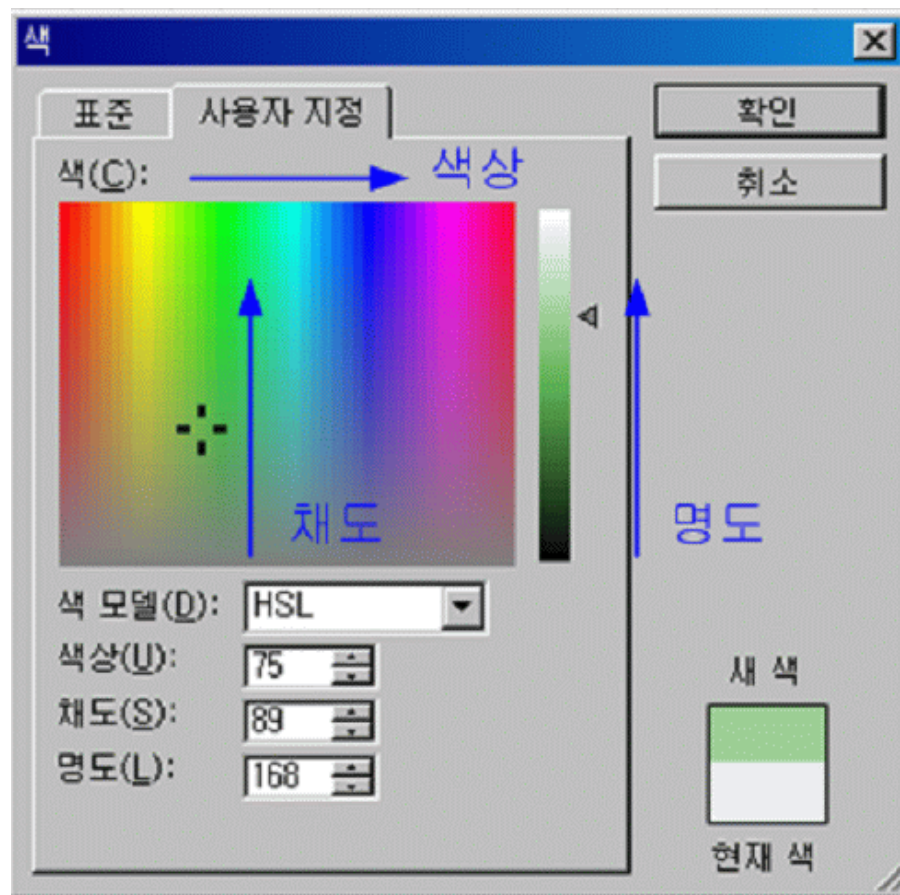 색
표준 사용자 지정
확인
취소
색(C): 색상
채도
명도
색 모델(D): HSL
색상(U): 75
채도(S): 89
명도(L): 168
새 색
현재 색